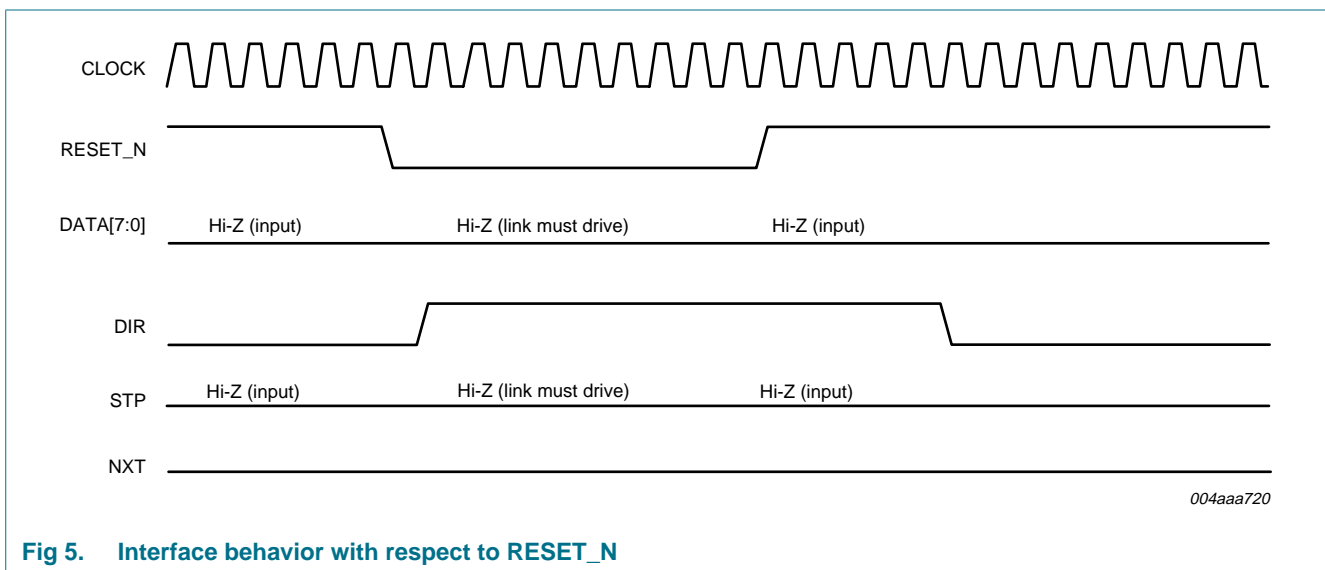 CLOCK
RESET_N
DATA[7:0] Hi-Z (input) Hi-Z (link must drive) Hi-Z (input)
DIR
STP Hi-Z (input) Hi-Z (link must drive) Hi-Z (input)
NXT
004aaa720
Fig 5. Interface behavior with respect to RESET_N